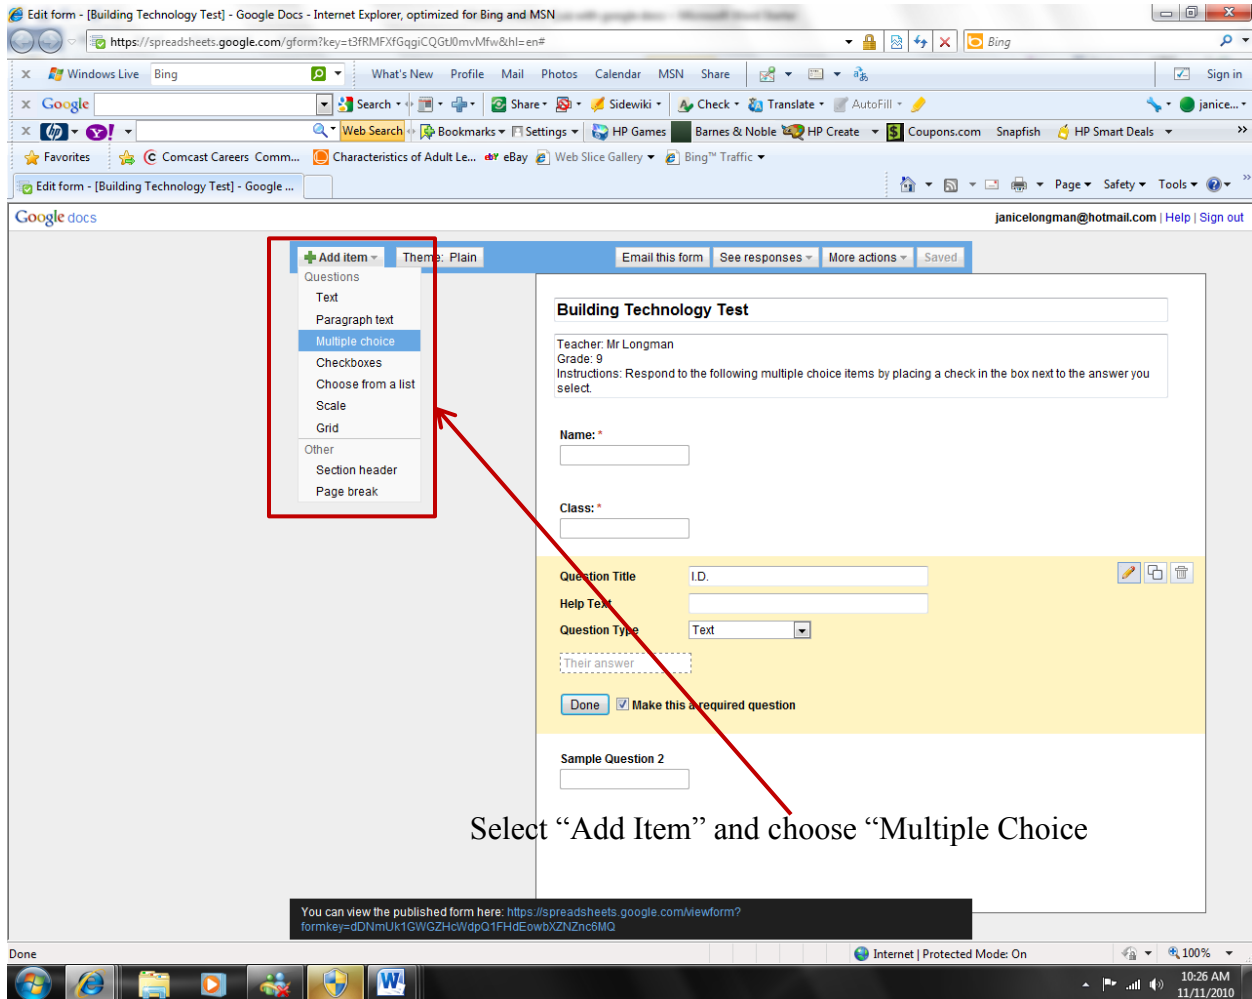 Edit form - [Building Technology Test] - Google Docs - Internet Explorer, optimized for Bing and MSN
https://spreadsheets.google.com/gform?key=t3fRMFXfGqgiCQGtJ0mvMfw&hl=en#
Bing
x Windows Live Bing What's New Profile Mail Photos Calendar MSN Share Sign in
x Google Search Share Sidewiki Check Translate AutoFill janice...
x Web Search Bookmarks Settings HP Games Barnes & Noble HP Create Coupons.com Snapfish HP Smart Deals »
Favorites Comcast Careers Comm... Characteristics of Adult Le... eBay Web Slice Gallery Bing™ Traffic
Edit form - [Building Technology Test] - Google ... Page Safety Tools »
Google docs janicelongman@hotmail.com | Help | Sign out
Add item Theme: Plain Email this form See responses More actions Saved
Questions
Text
Paragraph text
Multiple choice
Checkboxes
Choose from a list
Scale
Grid
Other
Section header
Page break
Building Technology Test
Teacher: Mr Longman
Grade: 9
Instructions: Respond to the following multiple choice items by placing a check in the box next to the answer you
select.
Name: *
Class: *
Question Title I.D.
Help Text
Question Type Text
Their answer
Done Make this a required question
Sample Question 2
Select “Add Item” and choose “Multiple Choice
You can view the published form here: https://spreadsheets.google.com/viewform?
formkey=dDNmUk1GWGZHcWdpQ1FHdEowbXZNZnc6MQ
Done Internet | Protected Mode: On 100%
10:26 AM
11/11/2010